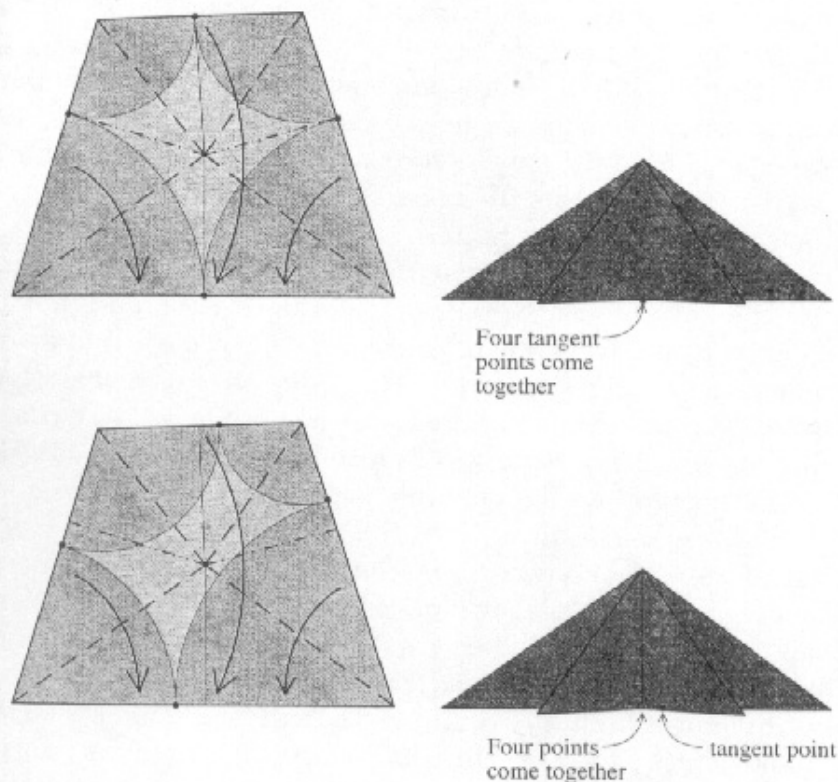 Four tangent
points come
together
Four points
come together
tangent point